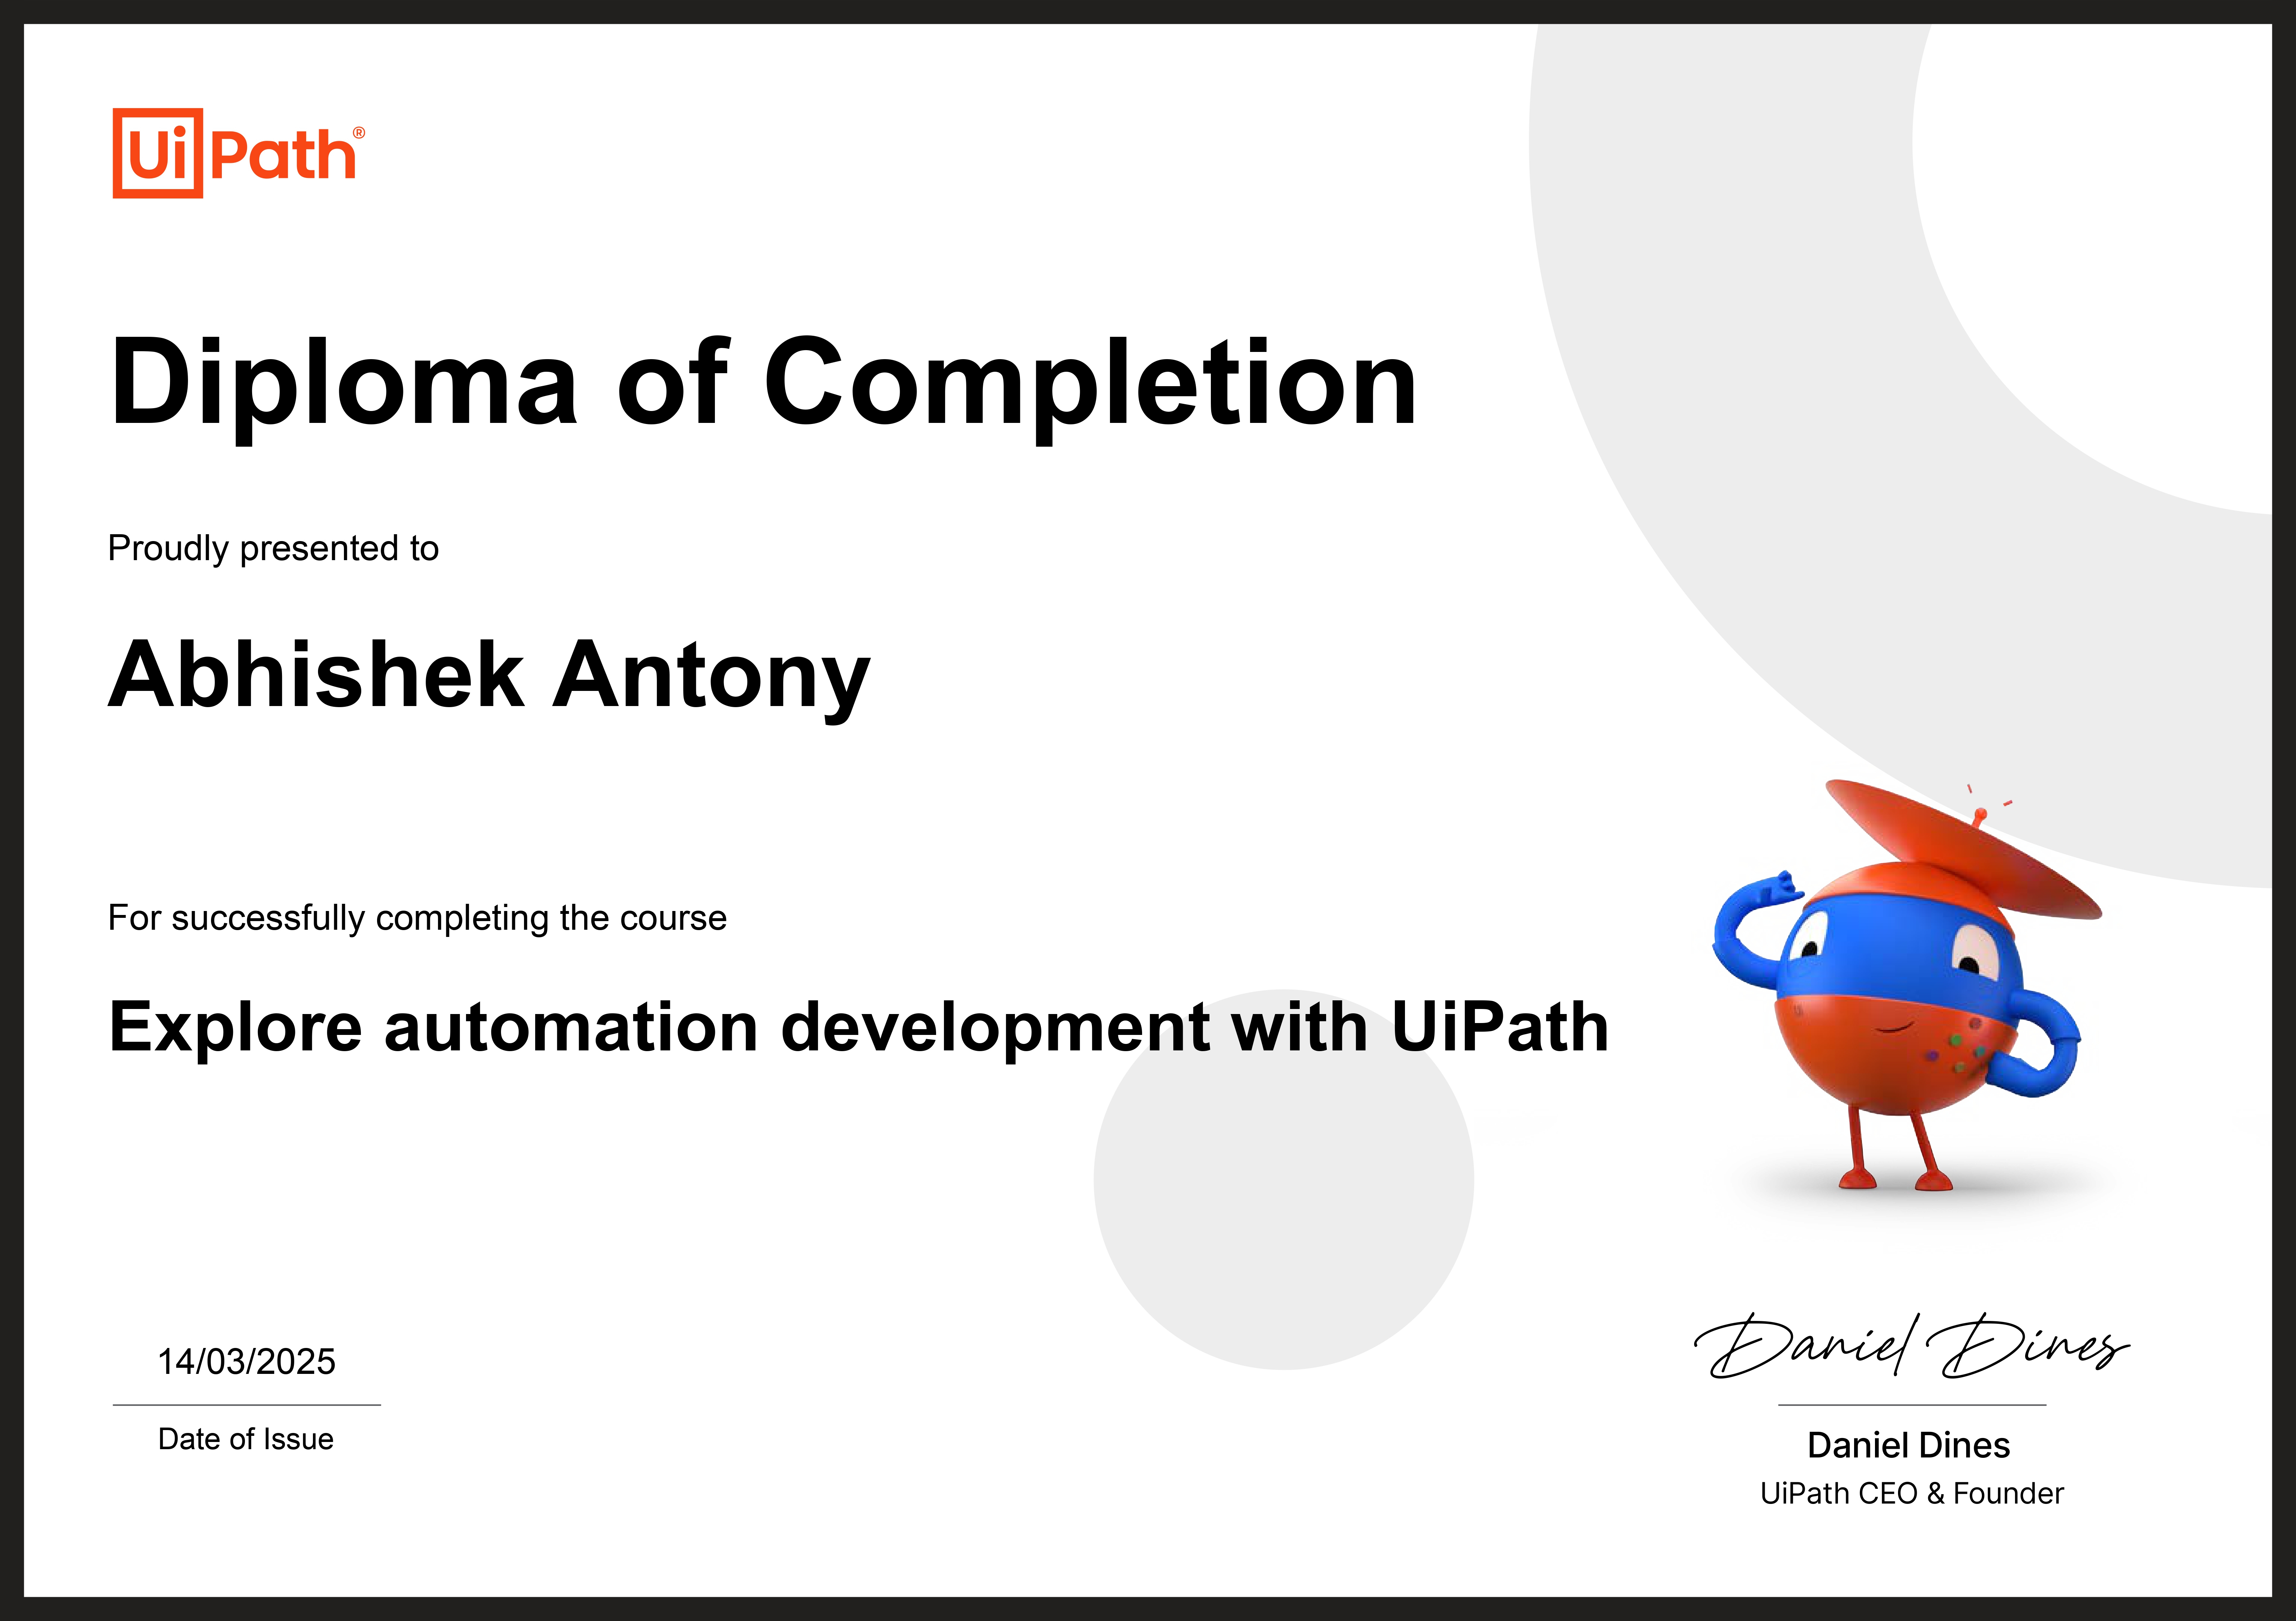 UiPath®
Diploma of Completion
Proudly presented to
Abhishek Antony
For successfully completing the course
Explore automation development with UiPath
14/03/2025
Date of Issue
Daniel Dines
Daniel Dines
UiPath CEO & Founder